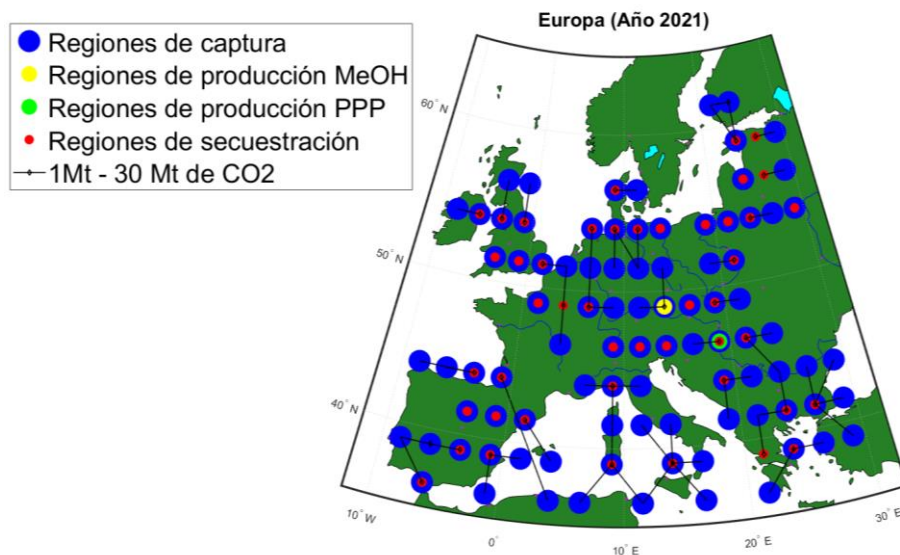 Europa (Año 2021)
Regiones de captura
Regiones de producción MeOH
Regiones de producción PPP
Regiones de secuestración
1Mt - 30 Mt de CO2
60° N
50° N
40° N
10° W
0°
10° E
20° E
30° E